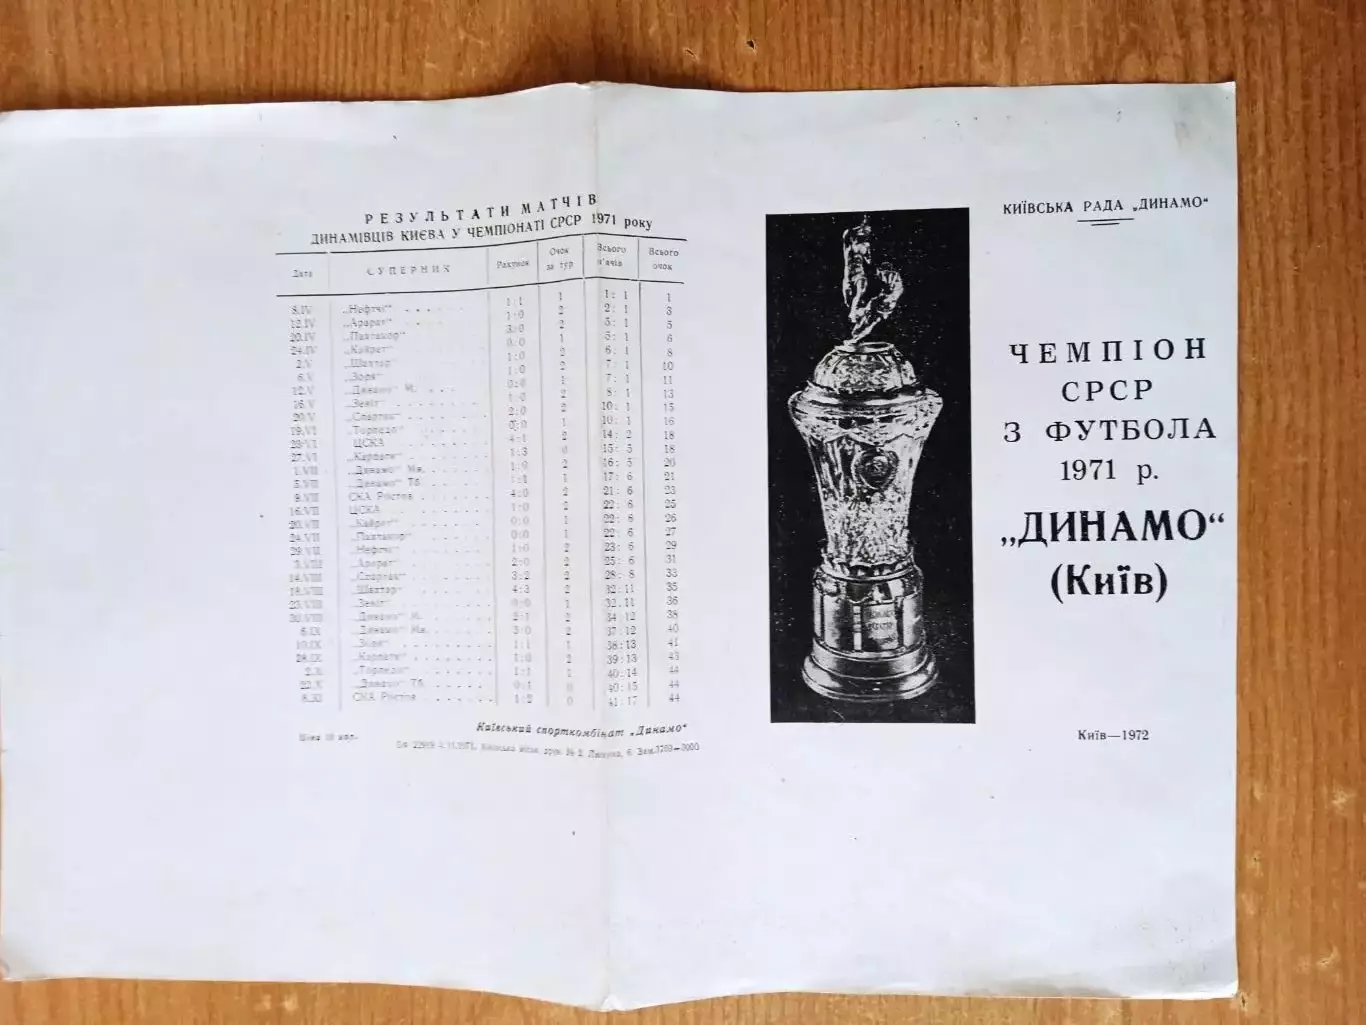 РЕЗУЛЬТАТИ МАТЧІВ
ДИНАМІВЦІВ КИЄВА У ЧЕМПІОНАТІ СРСР 1971 року
Дата СУПЕРНИК Рахунок Очок за тур Всього м'ячів Всього очок
8.IV „Нефтчі“ 1:1 1 1:1 1
12.IV „Арарат“ 1:0 2 2:1 3
20.IV „Пахтакор“ 3:0 2 5:1 5
24.IV „Кайрат“ 0:0 1 5:1 6
2.V „Шахтар“ 1:0 2 6:1 8
6.V „Зоря“ 1:0 2 7:1 10
12.V „Динамо“ М. 0:0 1 7:1 11
16.V „Зеніт“ 1:0 2 8:1 13
20.V „Спартак“ 2:0 2 10:1 15
19.VI „Торпедо“ 0:0 1 10:1 16
23.VI ЦСКА 4:1 2 14:2 18
27.VI „Карпати“ 1:3 0 15:5 18
1.VII „Динамо“ Мн. 1:0 2 16:5 20
5.VII „Динамо“ Тб. 1:1 1 17:6 21
9.VII СКА Ростов 4:0 2 21:6 23
16.VII ЦСКА 1:0 2 22:6 25
20.VII „Кайрат“ 0:0 1 22:6 26
24.VII „Пахтакор“ 0:0 1 22:6 27
29.VII „Нефтчі“ 1:0 2 23:6 29
3.VIII „Арарат“ 2:0 2 25:6 31
14.VIII „Спартак“ 3:2 2 28:8 33
18.VIII „Шахтар“ 4:3 2 32:11 35
23.VIII „Зеніт“ 0:0 1 32:11 36
30.VIII „Динамо“ М. 2:1 2 34:12 38
6.IX „Динамо“ Мн. 3:0 2 37:12 40
10.IX „Зоря“ 1:1 1 38:13 41
28.IX „Карпати“ 1:0 2 39:13 43
2.X „Торпедо“ 1:1 1 40:14 44
22.X „Динамо“ Тб. 0:1 0 40:15 44
8.XI СКА Ростов 1:2 0 41:17 44
Київський спорткомбінат „Динамо“
Ціна 10 коп.
КИЇВСЬКА РАДА „ДИНАМО“
ЧЕМПІОН
СРСР
З ФУТБОЛА
1971 р.
„ДИНАМО“
(Київ)
Київ—1972